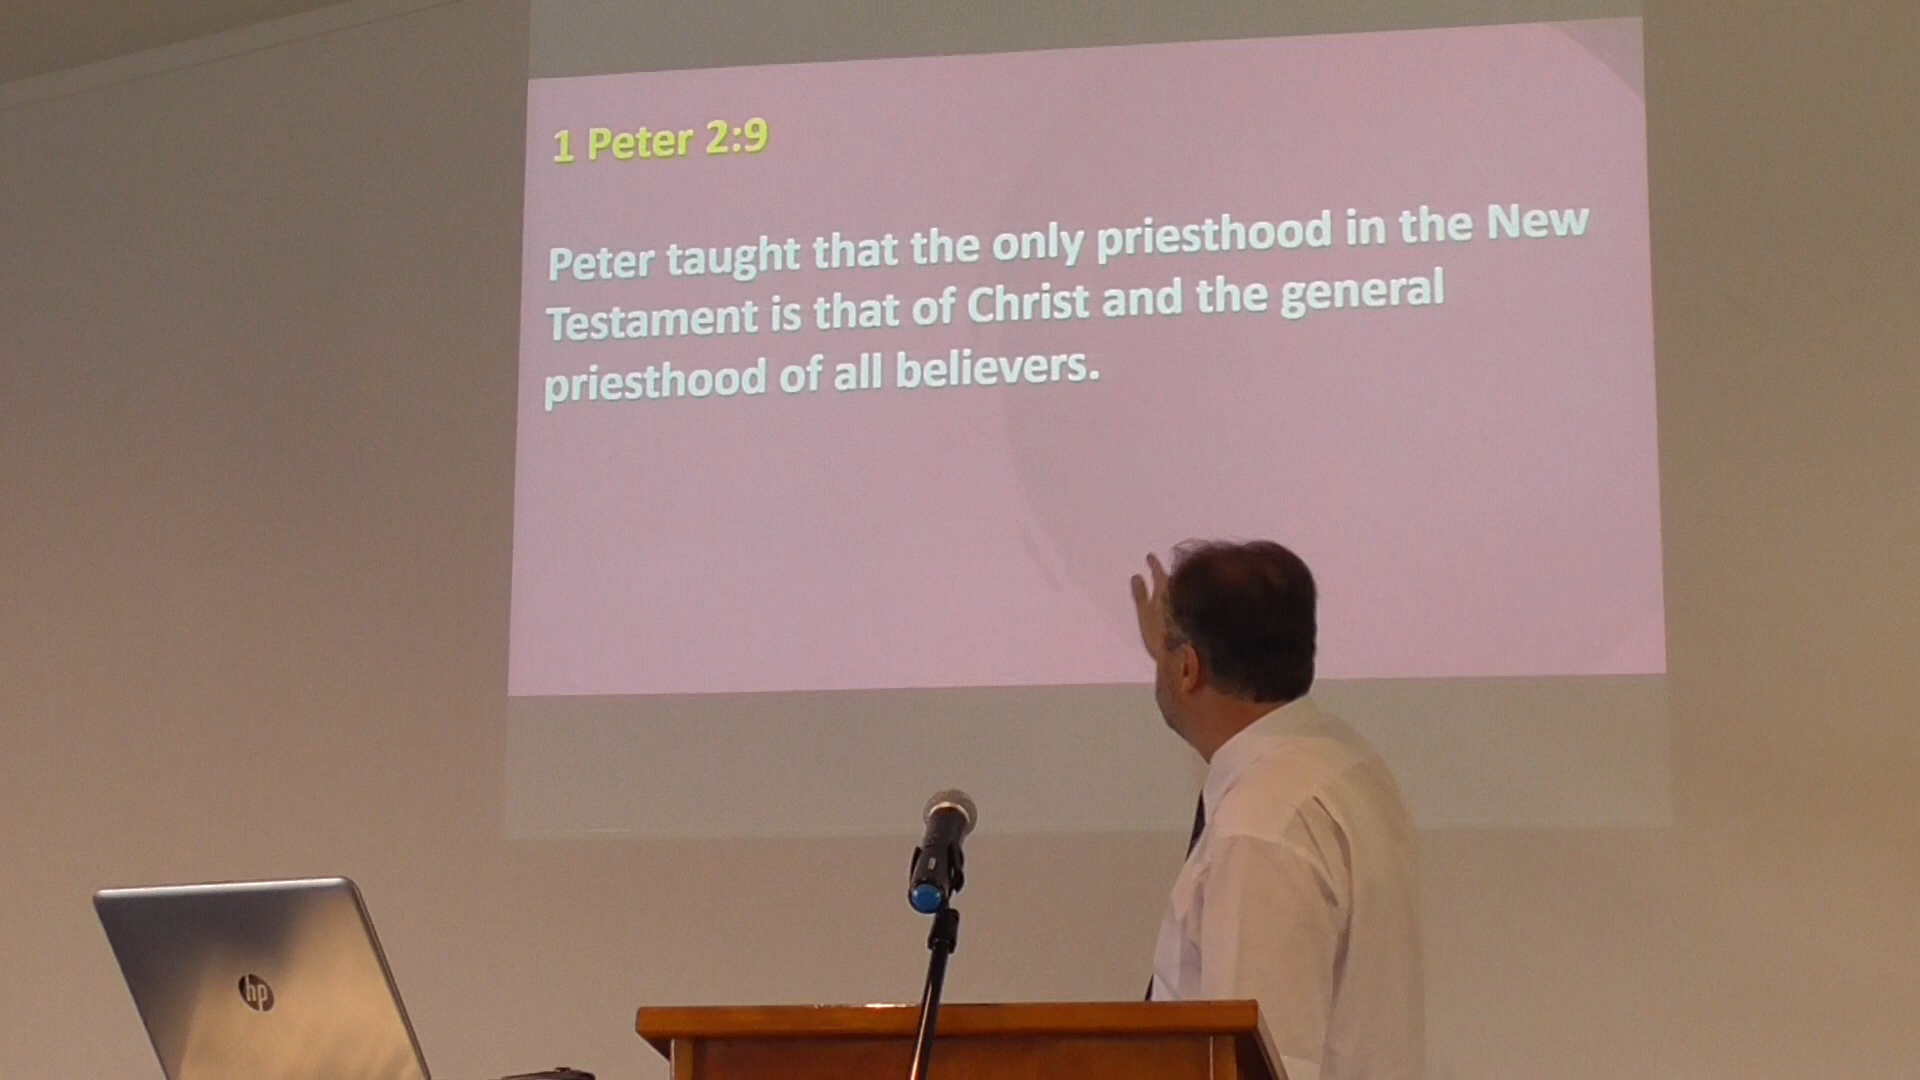 1 Peter 2:9
Peter taught that the only priesthood in the New
Testament is that of Christ and the general
priesthood of all believers.
hp